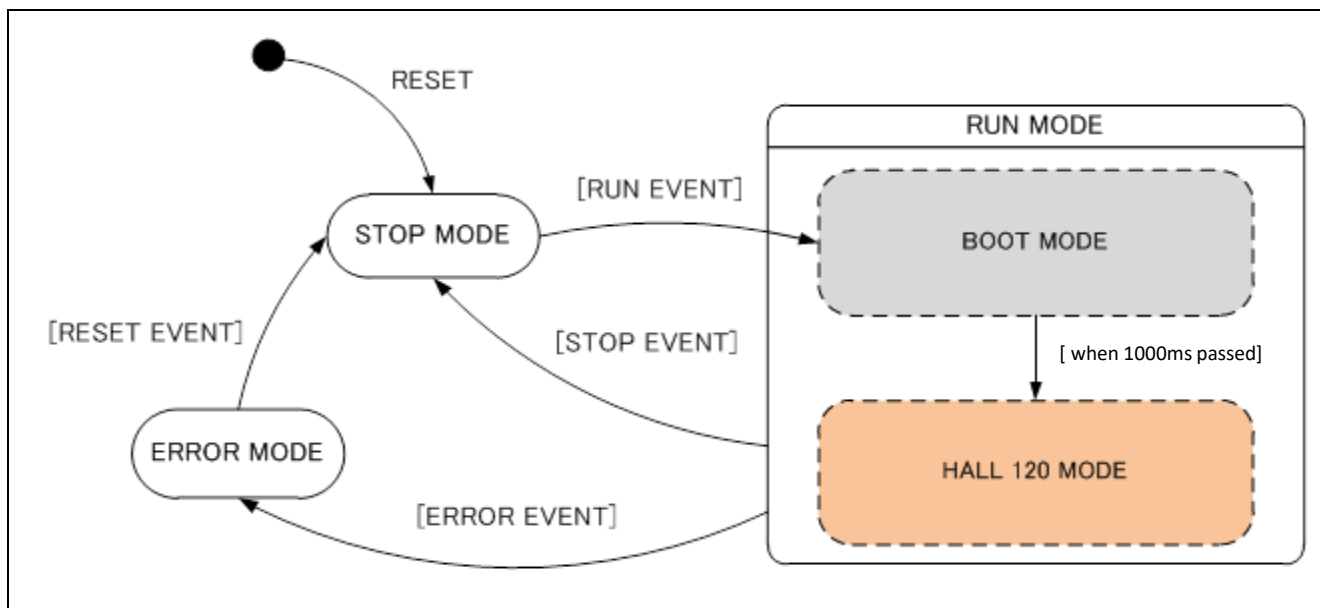 RESET
RUN MODE
[RUN EVENT]
STOP MODE
BOOT MODE
[RESET EVENT]
[STOP EVENT]
[ when 1000ms passed]
ERROR MODE
HALL 120 MODE
[ERROR EVENT]